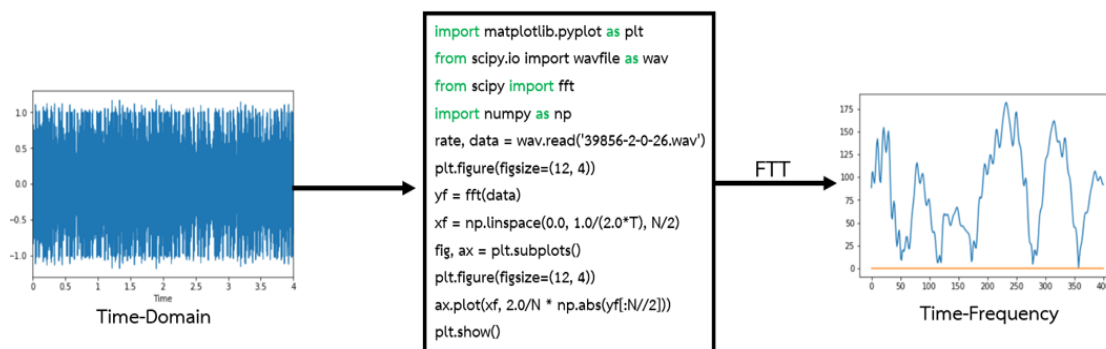 1.0
0.5
0.0
−0.5
−1.0
0 0.5 1 1.5 2 2.5 3 3.5 4
Time
Time-Domain
import matplotlib.pyplot as plt
from scipy.io import wavfile as wav
from scipy import fft
import numpy as np
rate, data = wav.read('39856-2-0-26.wav')
plt.figure(figsize=(12, 4))
yf = fft(data)
xf = np.linspace(0.0, 1.0/(2.0*T), N/2)
fig, ax = plt.subplots()
plt.figure(figsize=(12, 4))
ax.plot(xf, 2.0/N * np.abs(yf[:N//2]))
plt.show()
FTT
175
150
125
100
75
50
25
0
0 50 100 150 200 250 300 350 400
Time-Frequency